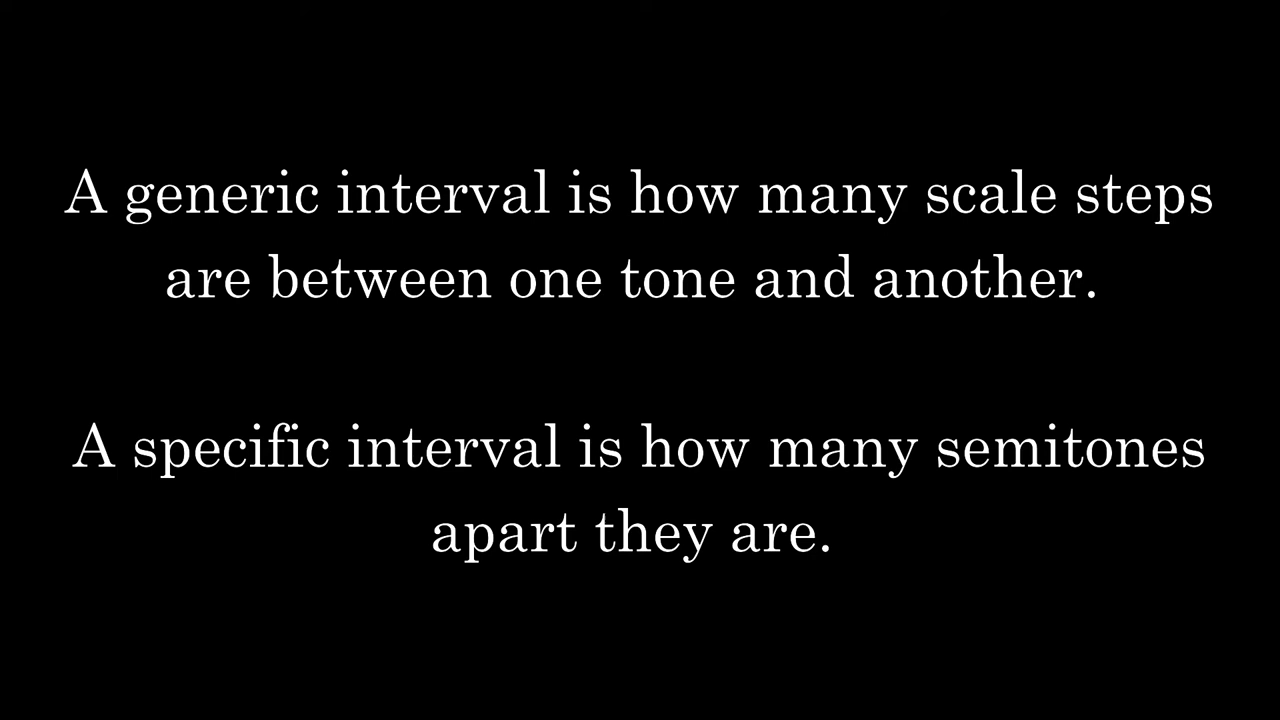 A generic interval is how many scale steps
are between one tone and another.
A specific interval is how many semitones
apart they are.